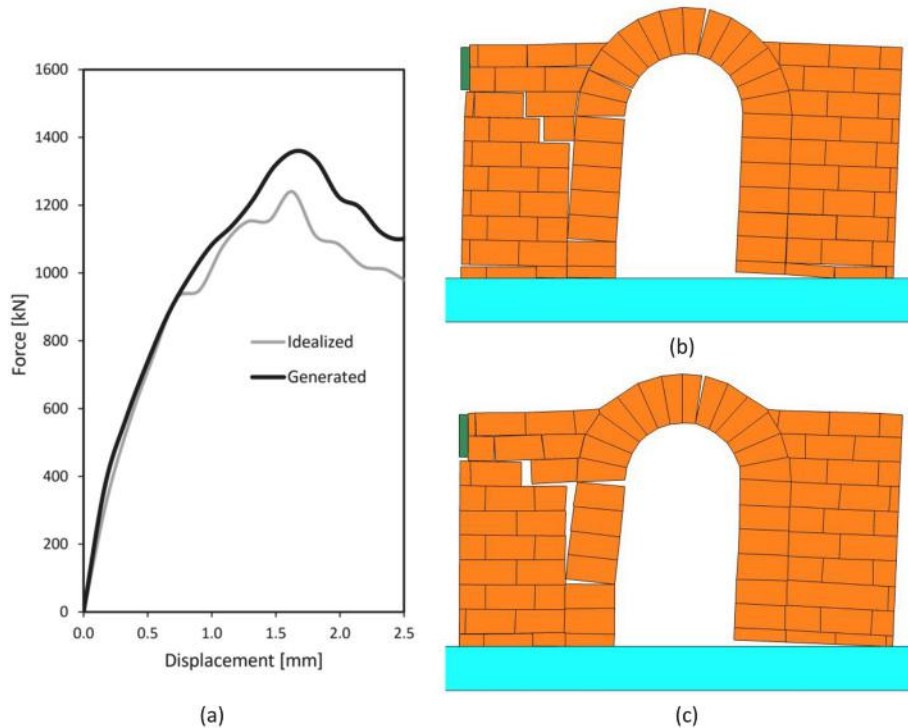 1600
1400
1200
1000
800
600
400
200
0
Force [kN]
Idealized
Generated
0.0 0.5 1.0 1.5 2.0 2.5
Displacement [mm]
(a)
(b)
(c)